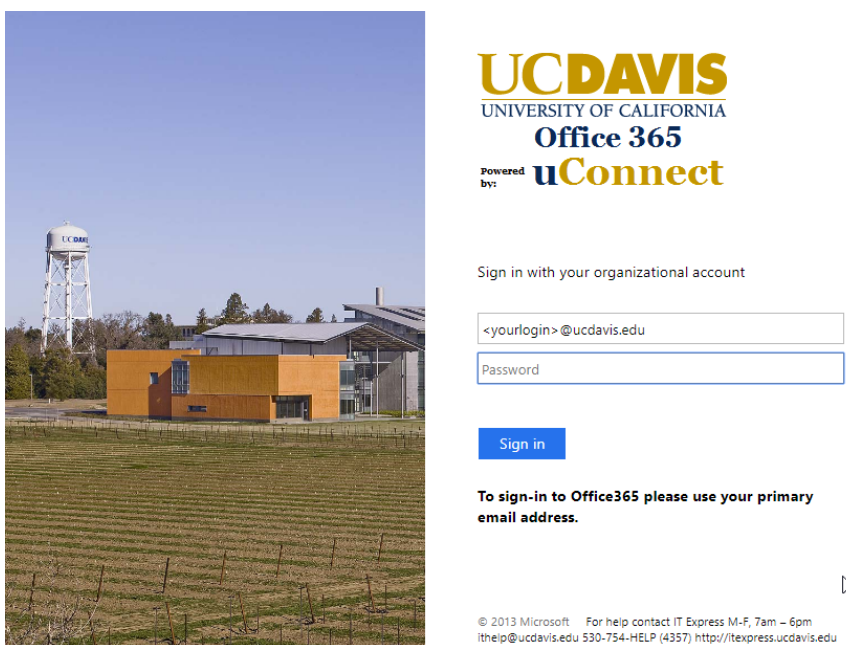 UC DAVIS
UCDAVIS
UNIVERSITY OF CALIFORNIA
Office 365
Powered by: uConnect
Sign in with your organizational account
<yourlogin>@ucdavis.edu
Password
Sign in
To sign-in to Office365 please use your primary
email address.
© 2013 Microsoft For help contact IT Express M-F, 7am – 6pm
ithelp@ucdavis.edu 530-754-HELP (4357) http://itexpress.ucdavis.edu